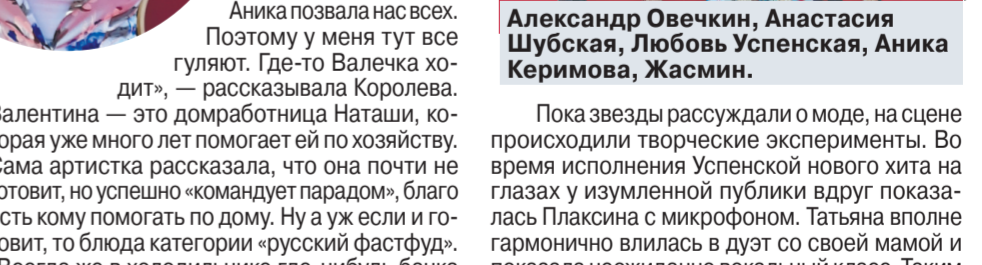 Аника позвала нас всех.
Поэтому у меня тут все
гуляют. Где-то Валечка хо-
дит», — рассказывала Королева.
Валентина — это домработница Наташи, ко-
орая уже много лет помогает ей по хозяйству.
Сама артистка рассказала, что она почти не
отовит, но успешно «командует парадом», благо
сть кому помогать по дому. Ну а уж если и го-
овит, то блюда категории «русский фастфуд».
Александр Овечкин, Анастасия
Шубская, Любовь Успенская, Аника
Керимова, Жасмин.
Пока звезды рассуждали о моде, на сцене
происходили творческие эксперименты. Во
время исполнения Успенской нового хита на
глазах у изумленной публики вдруг показа-
лась Плаксина с микрофоном. Татьяна вполне
гармонично влилась в дуэт со своей мамой и